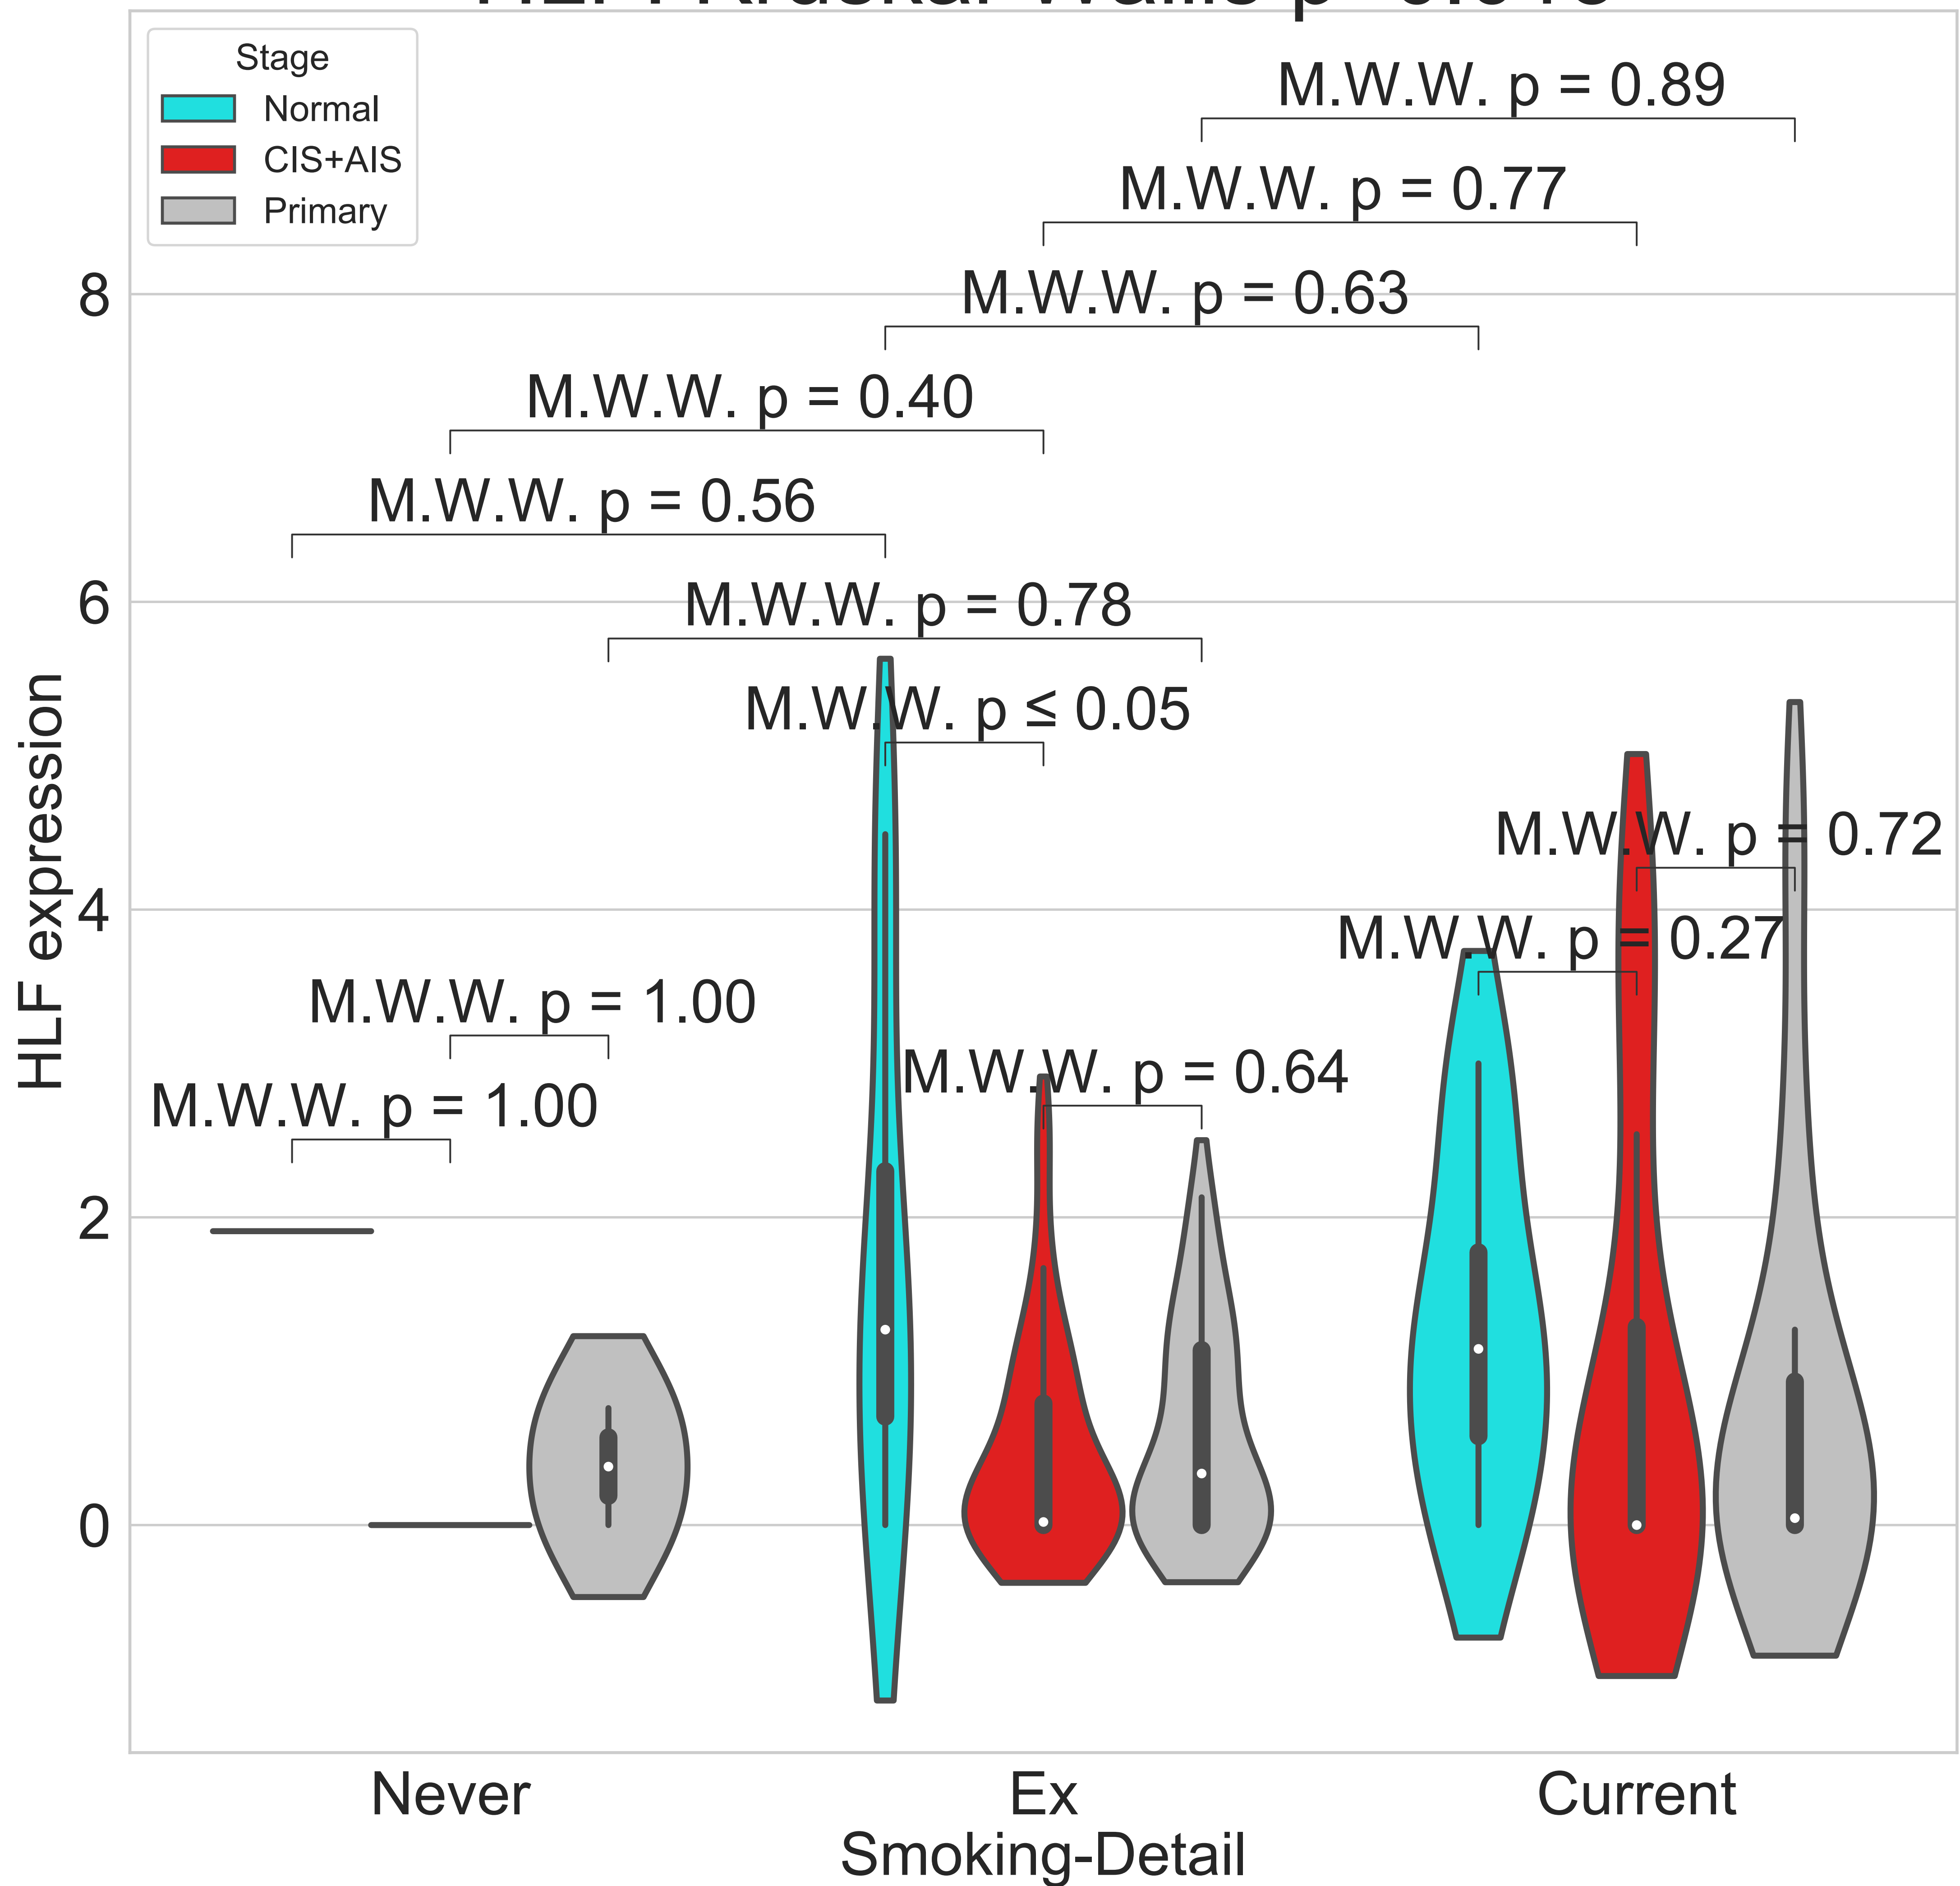 Stage
Normal
CIS+AIS
Primary
M.W.W. p = 0.89
M.W.W. p = 0.77
M.W.W. p = 0.63
M.W.W. p = 0.40
M.W.W. p = 0.56
M.W.W. p = 0.78
M.W.W. p ≤ 0.05
M.W.W. p = 0.72
M.W.W. p = 0.27
M.W.W. p = 1.00
M.W.W. p = 0.64
M.W.W. p = 1.00
HLF expression
8
6
4
2
0
Never
Ex
Current
Smoking-Detail